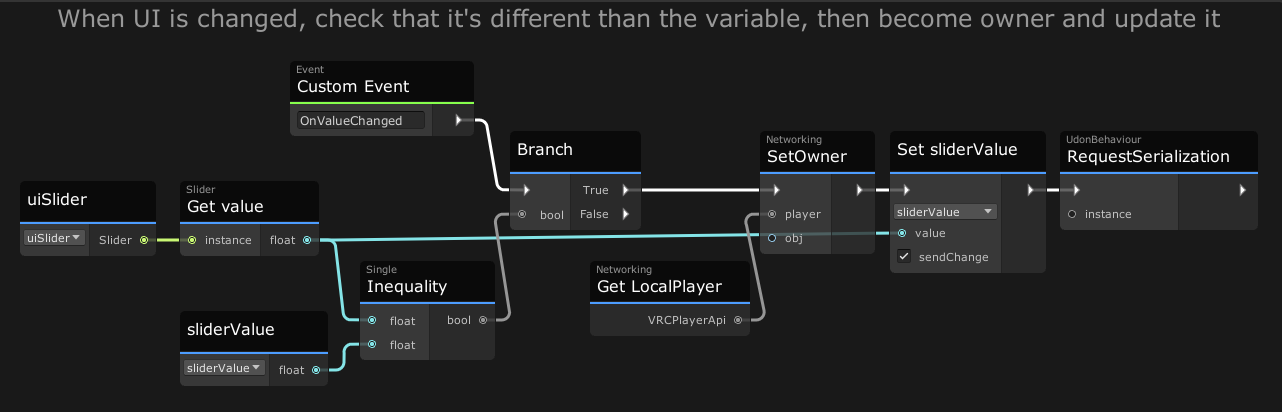 When UI is changed, check that it's different than the variable, then become owner and update it
Event
Custom Event
OnValueChanged
Branch
True
bool
False
Networking
SetOwner
player
obj
Set sliderValue
sliderValue
value
sendChange
UdonBehaviour
RequestSerialization
instance
uiSlider
uiSlider
Slider
Slider
Get value
instance
float
Single
Inequality
float
bool
float
Networking
Get LocalPlayer
VRCPlayerApi
sliderValue
sliderValue
float